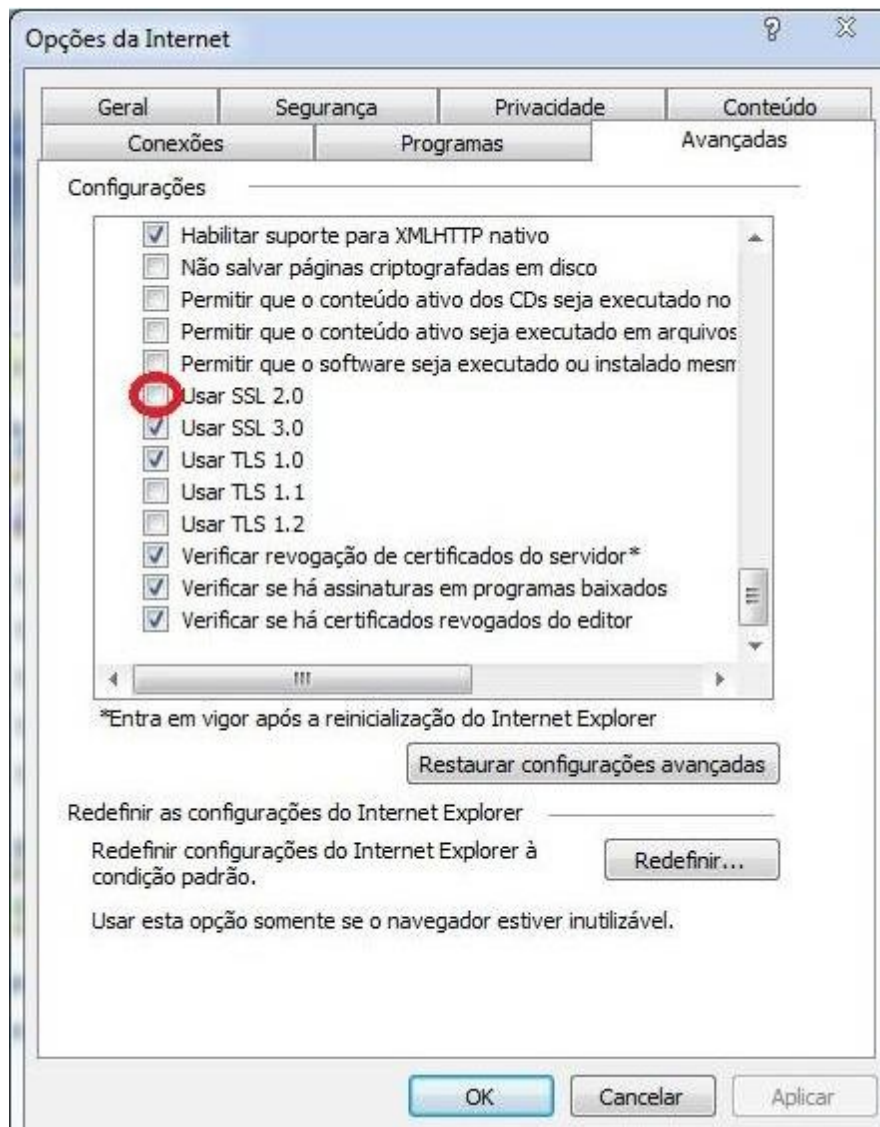 Opções da Internet
Geral
Segurança
Privacidade
Conteúdo
Conexões
Programas
Avançadas
Configurações
Habilitar suporte para XMLHTTP nativo
Não salvar páginas criptografadas em disco
Permitir que o conteúdo ativo dos CDs seja executado no
Permitir que o conteúdo ativo seja executado em arquivos
Permitir que o software seja executado ou instalado mesm
Usar SSL 2.0
Usar SSL 3.0
Usar TLS 1.0
Usar TLS 1.1
Usar TLS 1.2
Verificar revogação de certificados do servidor*
Verificar se há assinaturas em programas baixados
Verificar se há certificados revogados do editor
*Entra em vigor após a reinicialização do Internet Explorer
Restaurar configurações avançadas
Redefinir as configurações do Internet Explorer
Redefinir configurações do Internet Explorer à
condição padrão.
Redefinir...
Usar esta opção somente se o navegador estiver inutilizável.
OK
Cancelar
Aplicar